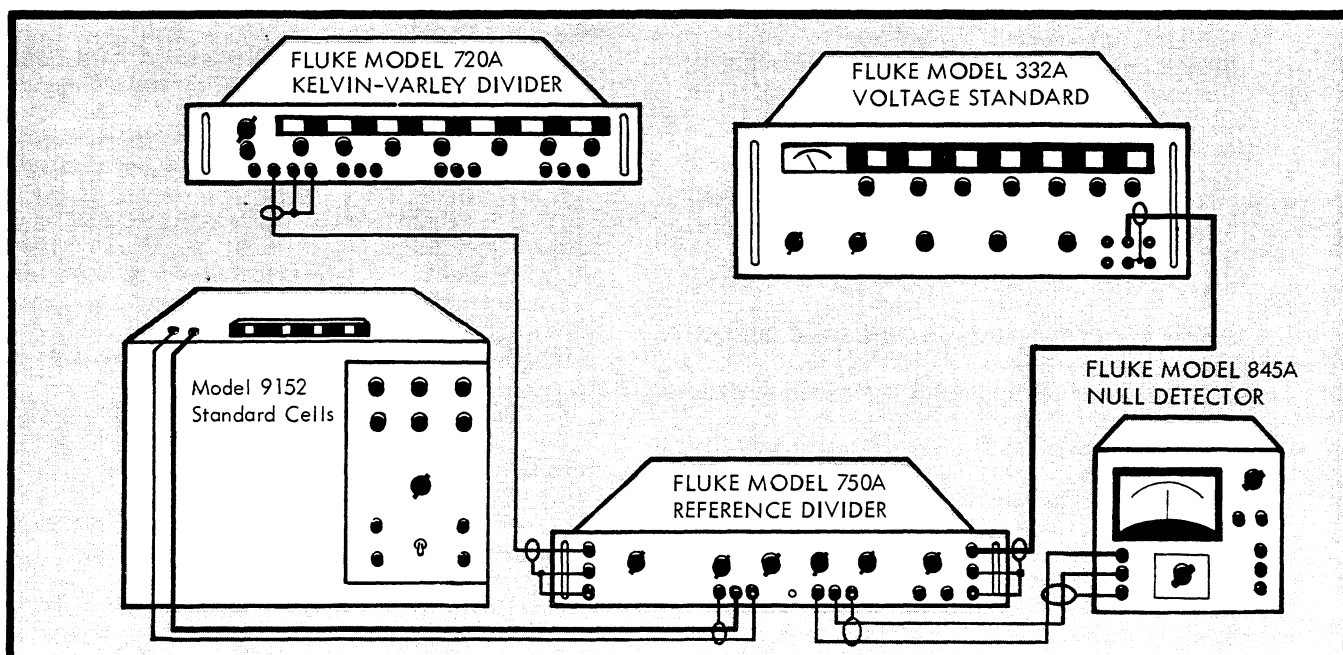 FLUKE MODEL 720A
KELVIN-VARLEY DIVIDER
FLUKE MODEL 332A
VOLTAGE STANDARD
Model 9152
Standard Cells
FLUKE MODEL 845A
NULL DETECTOR
FLUKE MODEL 750A
REFERENCE DIVIDER